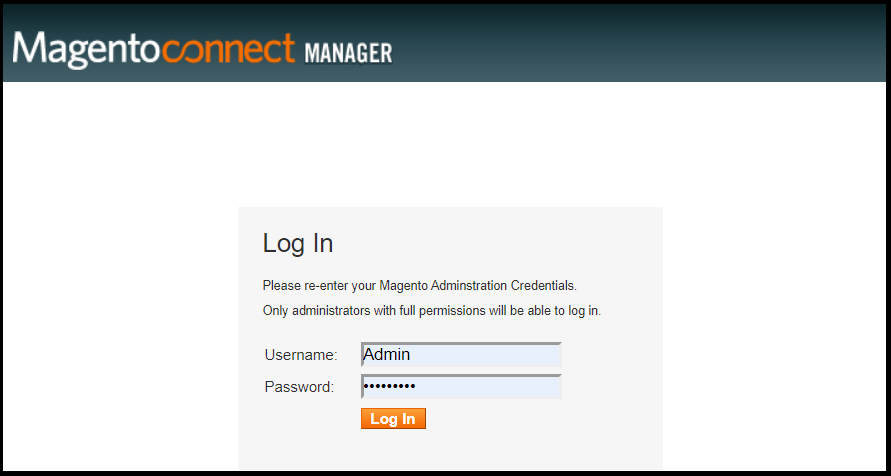 Magentoconnect MANAGER
Log In
Please re-enter your Magento Adminstration Credentials.
Only administrators with full permissions will be able to log in.
Username: Admin
Password: •••••••••
Log In